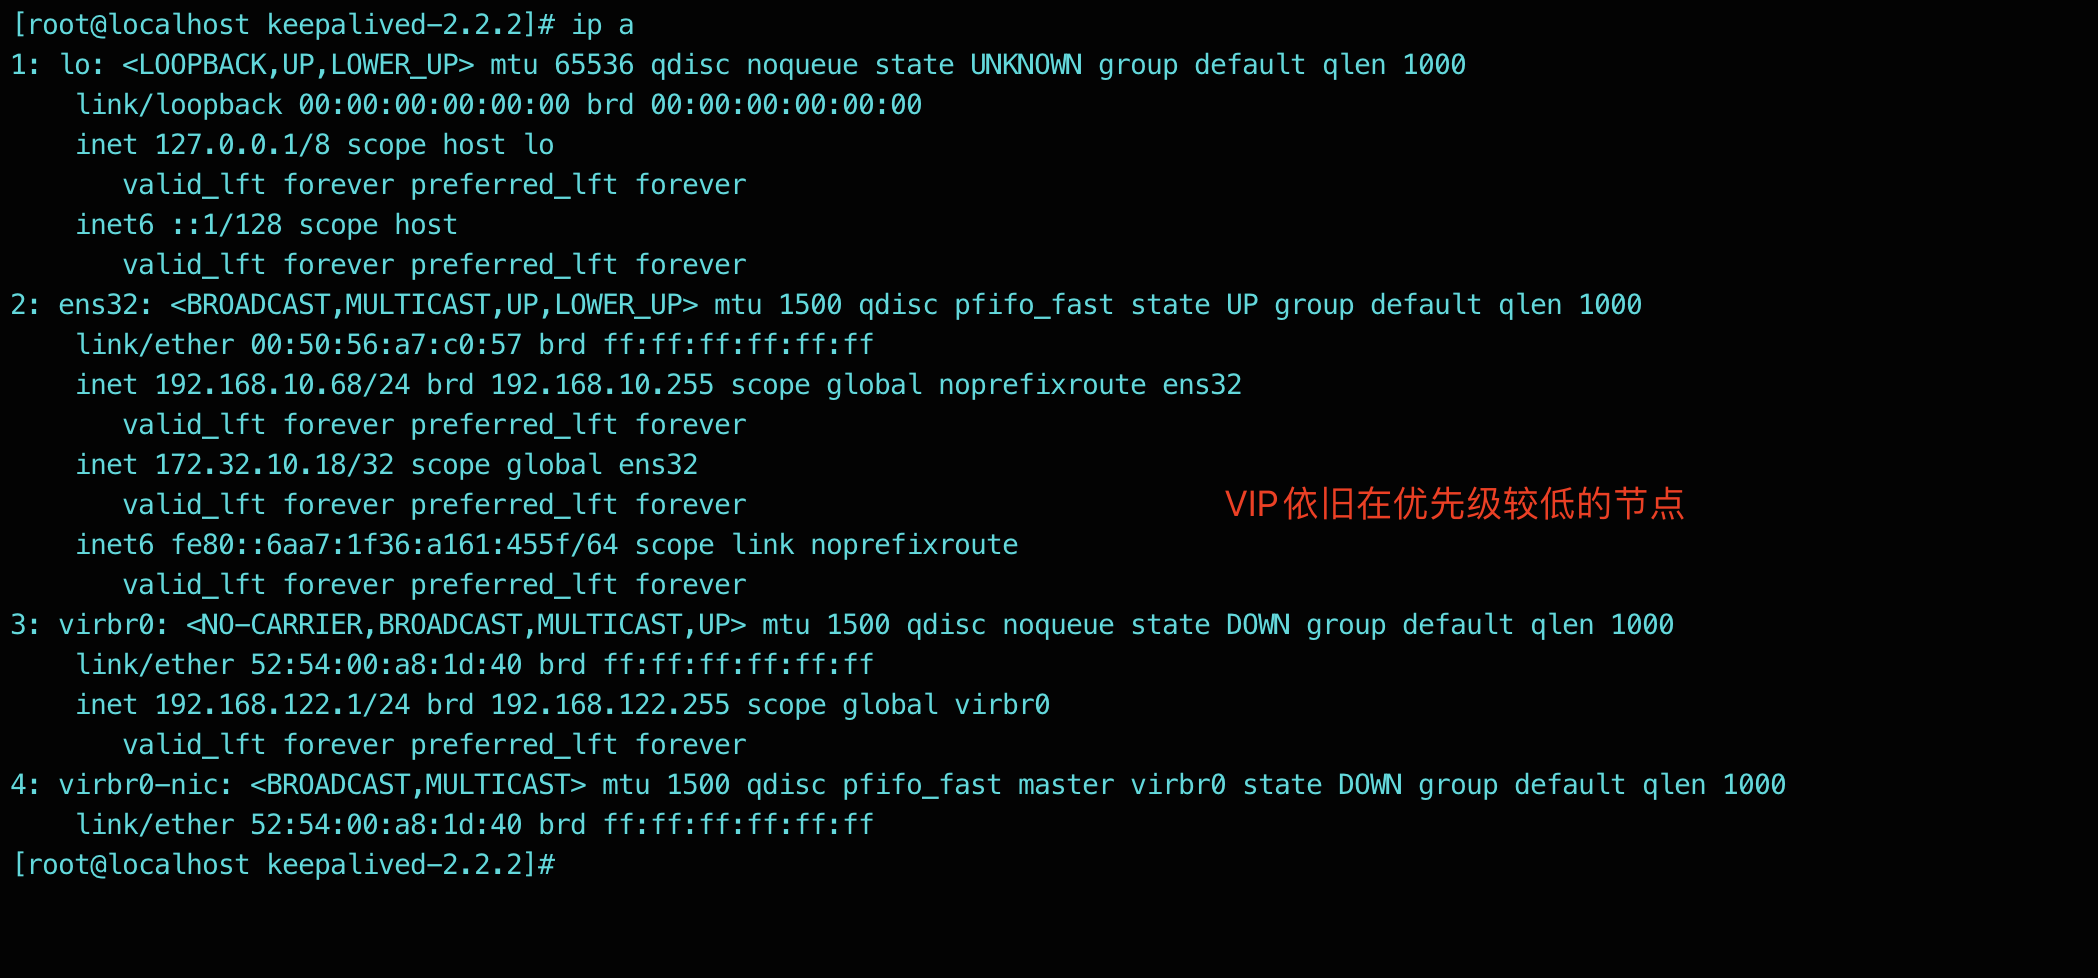 [root@localhost keepalived-2.2.2]# ip a
1: lo: <LOOPBACK,UP,LOWER_UP> mtu 65536 qdisc noqueue state UNKNOWN group default qlen 1000
    link/loopback 00:00:00:00:00:00 brd 00:00:00:00:00:00
    inet 127.0.0.1/8 scope host lo
       valid_lft forever preferred_lft forever
    inet6 ::1/128 scope host
       valid_lft forever preferred_lft forever
2: ens32: <BROADCAST,MULTICAST,UP,LOWER_UP> mtu 1500 qdisc pfifo_fast state UP group default qlen 1000
    link/ether 00:50:56:a7:c0:57 brd ff:ff:ff:ff:ff:ff
    inet 192.168.10.68/24 brd 192.168.10.255 scope global noprefixroute ens32
       valid_lft forever preferred_lft forever
    inet 172.32.10.18/32 scope global ens32
       valid_lft forever preferred_lft forever
VIP依旧在优先级较低的节点
    inet6 fe80::6aa7:1f36:a161:455f/64 scope link noprefixroute
       valid_lft forever preferred_lft forever
3: virbr0: <NO-CARRIER,BROADCAST,MULTICAST,UP> mtu 1500 qdisc noqueue state DOWN group default qlen 1000
    link/ether 52:54:00:a8:1d:40 brd ff:ff:ff:ff:ff:ff
    inet 192.168.122.1/24 brd 192.168.122.255 scope global virbr0
       valid_lft forever preferred_lft forever
4: virbr0-nic: <BROADCAST,MULTICAST> mtu 1500 qdisc pfifo_fast master virbr0 state DOWN group default qlen 1000
    link/ether 52:54:00:a8:1d:40 brd ff:ff:ff:ff:ff:ff
[root@localhost keepalived-2.2.2]#